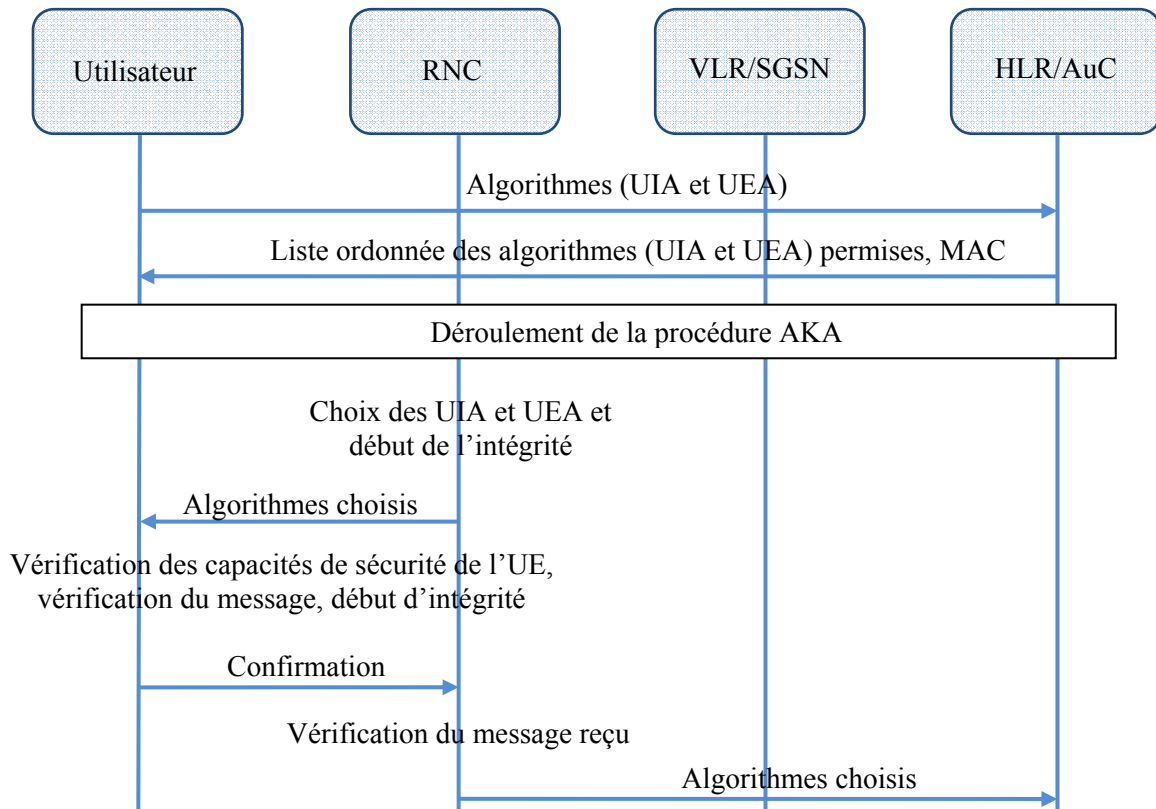 Utilisateur
RNC
VLR/SGSN
HLR/AuC
Algorithmes (UIA et UEA)
Liste ordonnée des algorithmes (UIA et UEA) permises, MAC
Déroulement de la procédure AKA
Choix des UIA et UEA et
début de l’intégrité
Algorithmes choisis
Vérification des capacités de sécurité de l’UE,
vérification du message, début d’intégrité
Confirmation
Vérification du message reçu
Algorithmes choisis